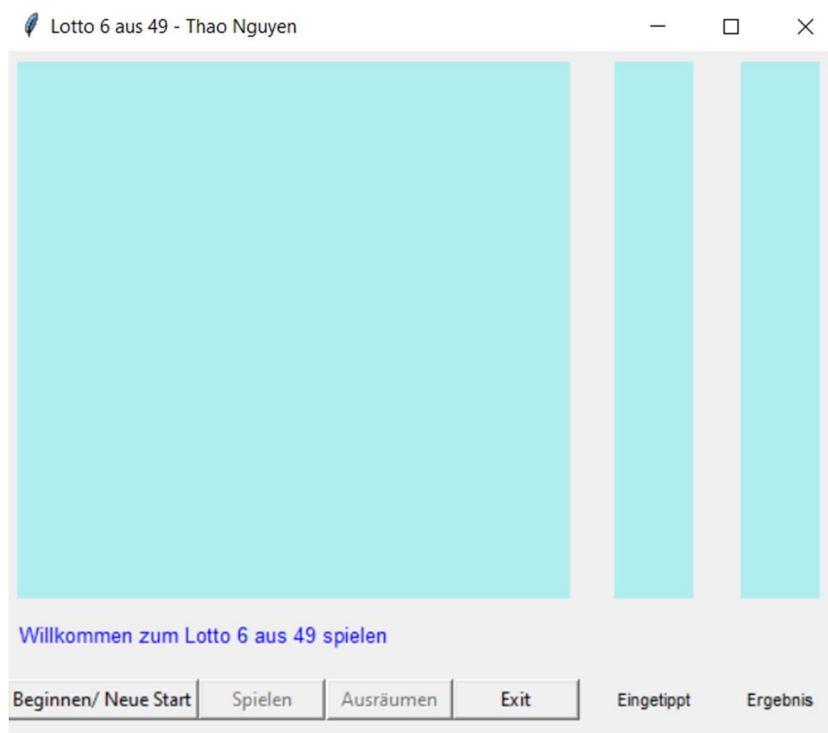 Lotto 6 aus 49 - Thao Nguyen
Willkommen zum Lotto 6 aus 49 spielen
Beginnen/ Neue Start Spielen Ausräumen Exit Eingetippt Ergebnis